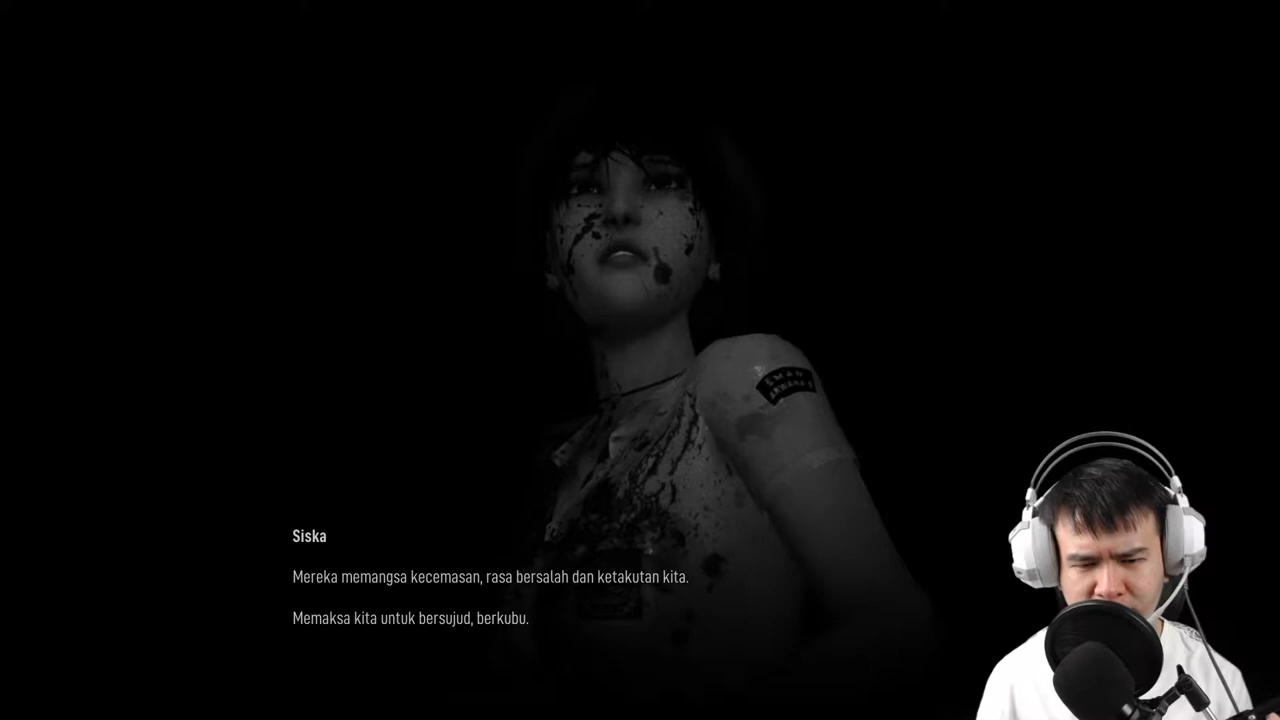 Siska
Mereka memangsa kecemasan, rasa bersalah dan ketakutan kita.
Memaksa kita untuk bersujud, berkubu.